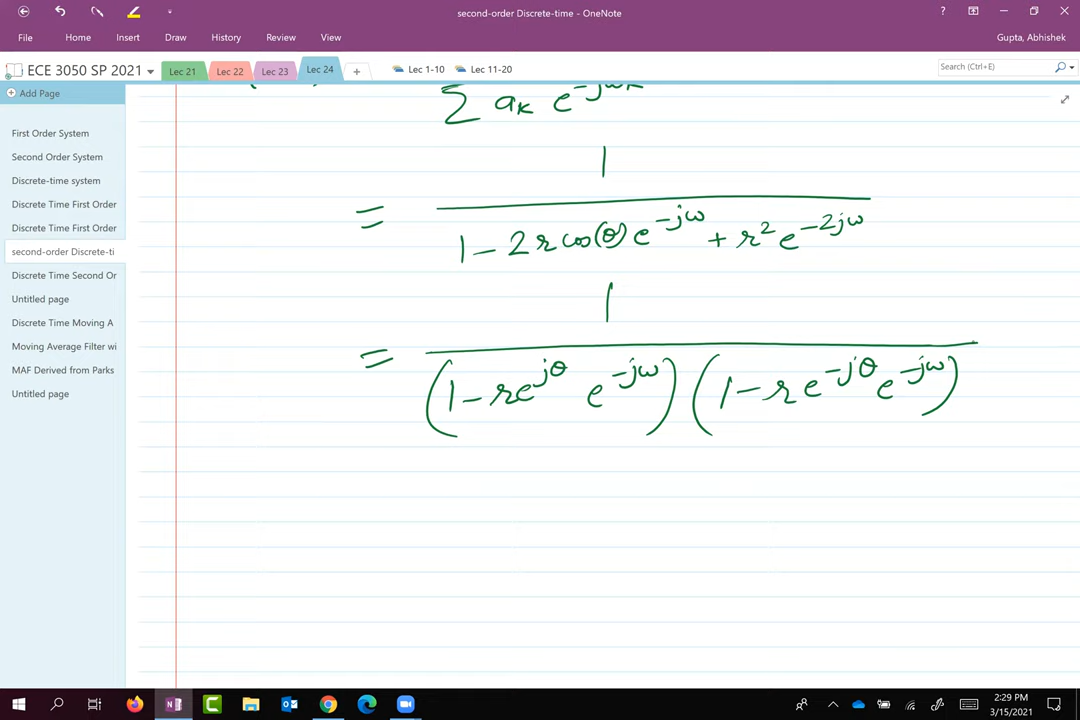 second-order Discrete-time - OneNote
?
File Home Insert Draw History Review View
Gupta, Abhishek
ECE 3050 SP 2021
Lec 21 Lec 22 Lec 23 Lec 24 + Lec 1-10 Lec 11-20
Search (Ctrl+E)
Add Page
First Order System
Second Order System
Discrete-time system
Discrete Time First Order
Discrete Time First Order
second-order Discrete-ti
Discrete Time Second Or
Untitled page
Discrete Time Moving A
Moving Average Filter wi
MAF Derived from Parks
Untitled page
Σ aₖ e^{-jωk}
1
=
1 - 2r cos(θ) e^{-jω} + r² e^{-2jω}
1
=
(1 - re^{jθ} e^{-jω}) (1 - re^{-jθ} e^{-jω})
2:29 PM
3/15/2021